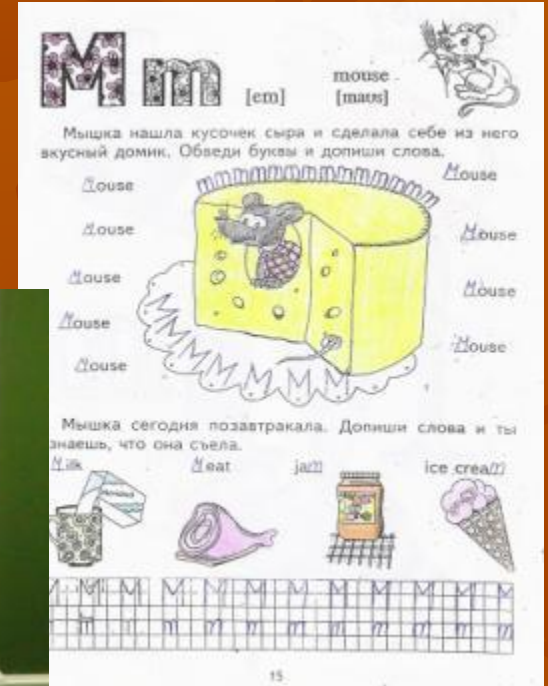 M m [em] mouse [maʊs]
Мышка нашла кусочек сыра и сделала себе из него
вкусный домик. Обведи буквы и допиши слова.
Mouse
Mouse
Mouse
Mouse
Mouse
Mouse
Mouse
Mouse
Mouse
Мышка сегодня позавтракала. Допиши слова и ты
знаешь, что она съела.
Milk Meat jam ice cream
M M M M M M M M M M M M
m m m m m m m m m m
15